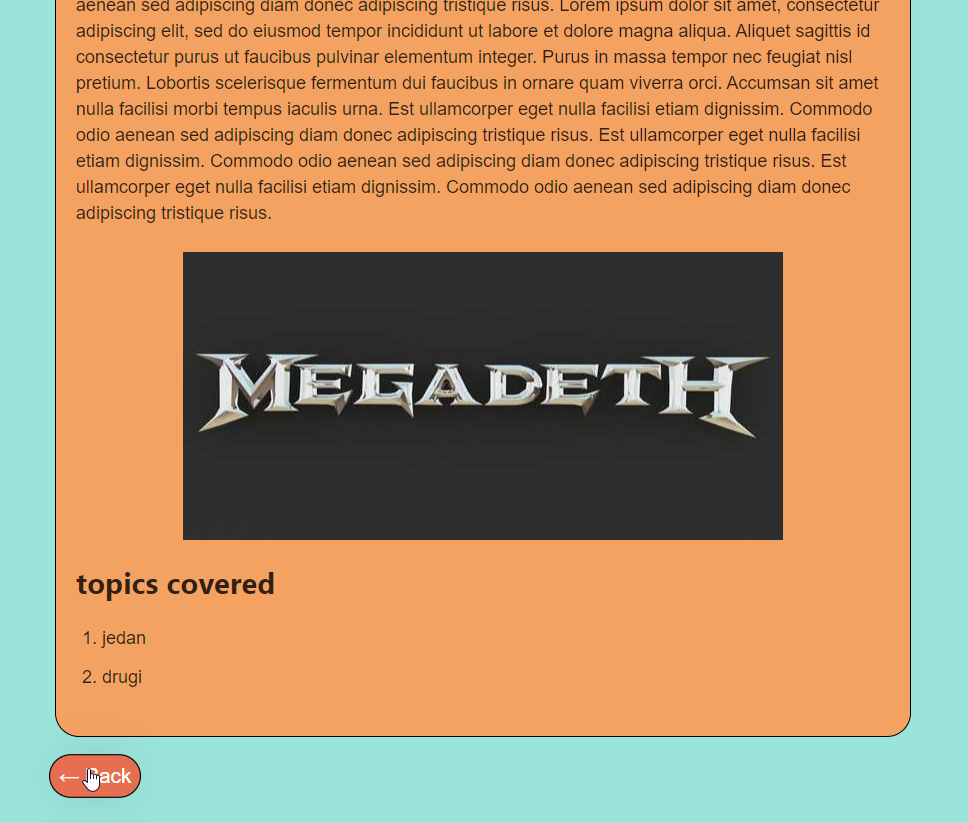 aenean sed adipiscing diam donec adipiscing tristique risus. Lorem ipsum dolor sit amet, consectetur
adipiscing elit, sed do eiusmod tempor incididunt ut labore et dolore magna aliqua. Aliquet sagittis id
consectetur purus ut faucibus pulvinar elementum integer. Purus in massa tempor nec feugiat nisl
pretium. Lobortis scelerisque fermentum dui faucibus in ornare quam viverra orci. Accumsan sit amet
nulla facilisi morbi tempus iaculis urna. Est ullamcorper eget nulla facilisi etiam dignissim. Commodo
odio aenean sed adipiscing diam donec adipiscing tristique risus. Est ullamcorper eget nulla facilisi
etiam dignissim. Commodo odio aenean sed adipiscing diam donec adipiscing tristique risus. Est
ullamcorper eget nulla facilisi etiam dignissim. Commodo odio aenean sed adipiscing diam donec
adipiscing tristique risus.
MEGADETH
topics covered
1. jedan
2. drugi
← Back